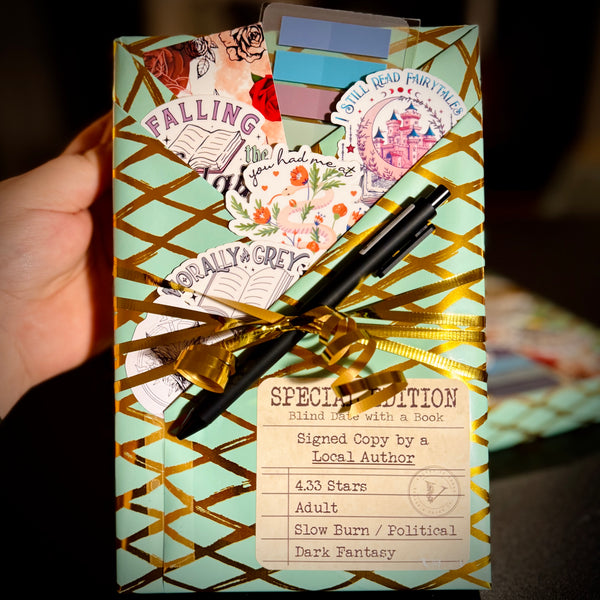 I STILL READ FAIRYTALES
FALLING
the
you had me at
MORALLY GREY
SPECIAL EDITION
Blind Date with a Book
Signed Copy by a
Local Author
4.33 Stars
Adult
Slow Burn / Political
Dark Fantasy